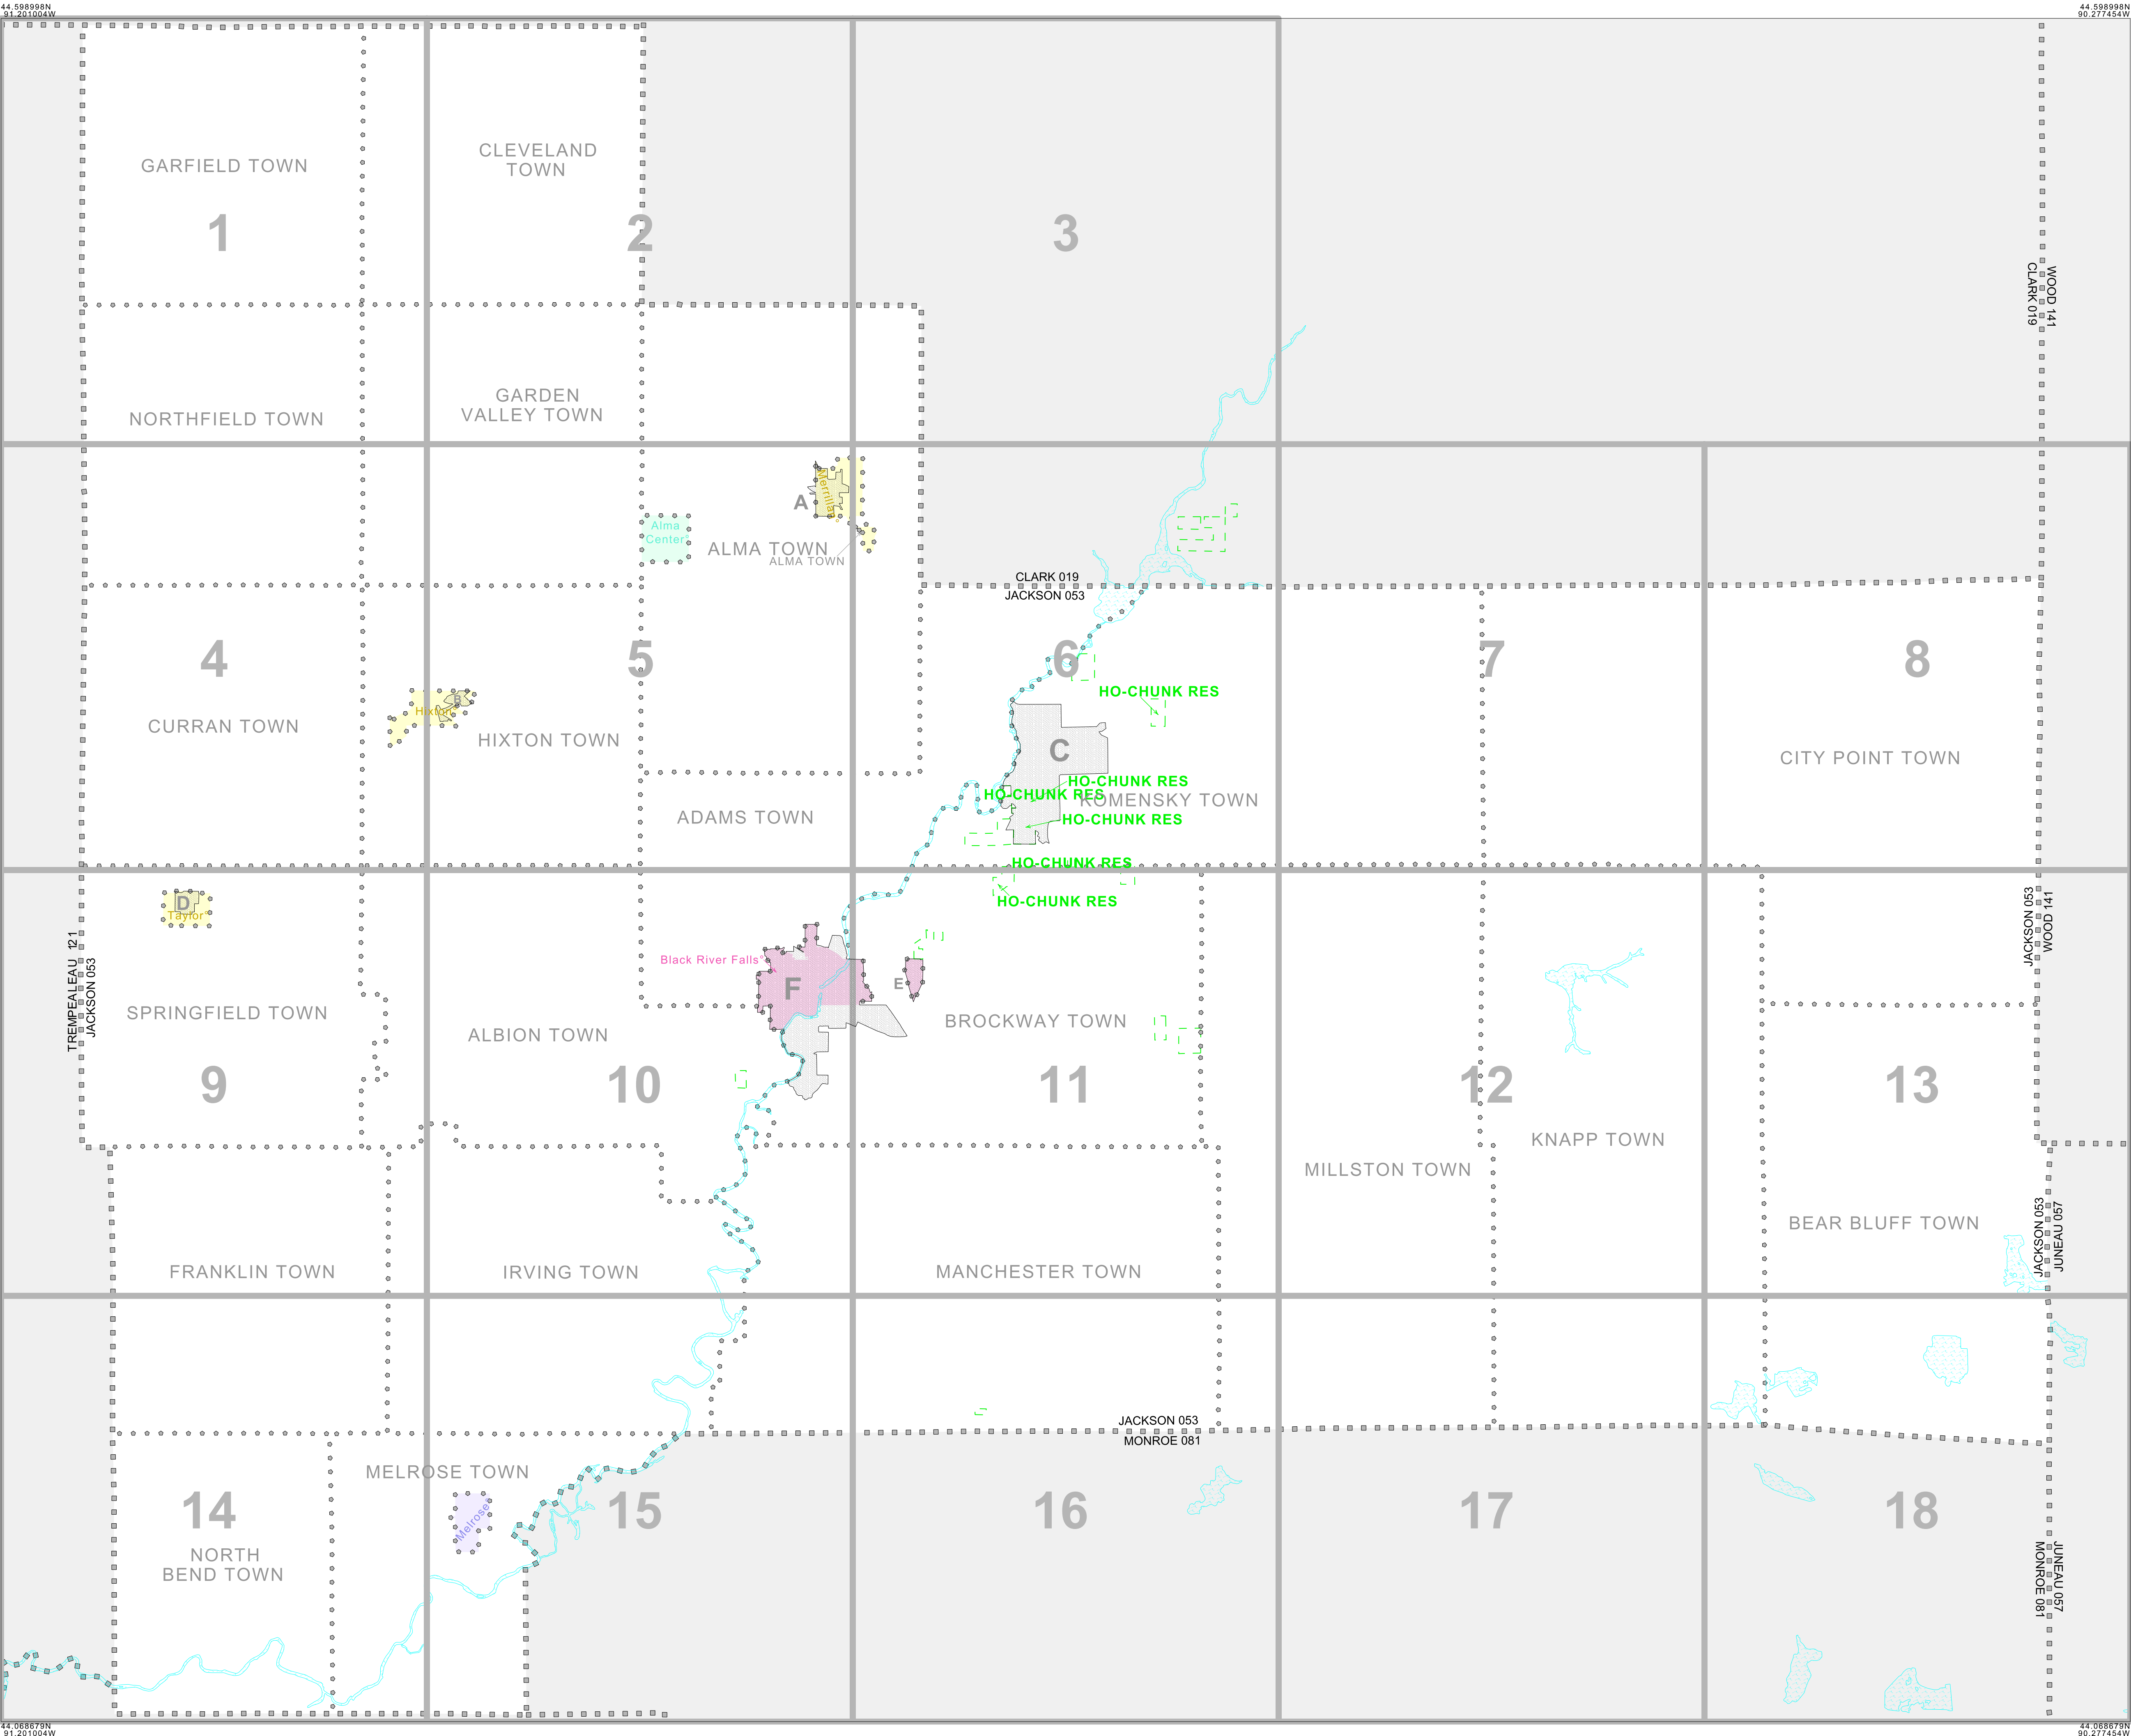 44.598998N
91.201004W
44.598998N
90.277454W
GARFIELD TOWN
CLEVELAND
TOWN
1
2
3
WOOD 141
CLARK 019
NORTHFIELD TOWN
GARDEN
VALLEY TOWN
A
Merrillan
Alma
Center
ALMA TOWN
ALMA TOWN
CLARK 019
JACKSON 053
4
5
6
7
8
HO-CHUNK RES
B
Hixton
CURRAN TOWN
HIXTON TOWN
C
CITY POINT TOWN
HO-CHUNK RES
HO-CHUNK RES
KOMENSKY TOWN
ADAMS TOWN
HO-CHUNK RES
HO-CHUNK RES
HO-CHUNK RES
D
Taylor
JACKSON 053
WOOD 141
TREMPEALEAU 121
JACKSON 053
Black River Falls
F
E
SPRINGFIELD TOWN
ALBION TOWN
BROCKWAY TOWN
9
10
11
12
13
KNAPP TOWN
MILLSTON TOWN
BEAR BLUFF TOWN
JACKSON 053
JUNEAU 057
FRANKLIN TOWN
IRVING TOWN
MANCHESTER TOWN
JACKSON 053
MONROE 081
MELROSE TOWN
Melrose
14
15
16
17
18
NORTH
BEND TOWN
JUNEAU 057
MONROE 081
44.068679N
91.201004W
44.068679N
90.277454W